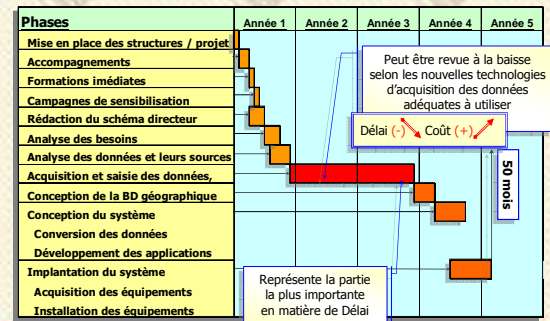 Phases Année 1 Année 2 Année 3 Année 4 Année 5
Mise en place des structures / projet
Accompagnements
Formations imédiates
Campagnes de sensibilisation
Rédaction du schéma directeur
Analyse des besoins
Analyse des données et leurs sources
Acquisition et saisie des données,
Conception de la BD géographique
Conception du système
Conversion des données
Développement des applications
Implantation du système
Acquisition des équipements
Installation des équipements
Peut être revue à la baisse
selon les nouvelles technologies
d'acquisition des données
adéquates à utiliser
Délai (-) Coût (+)
50 mois
Représente la partie
la plus importante
en matière de Délai